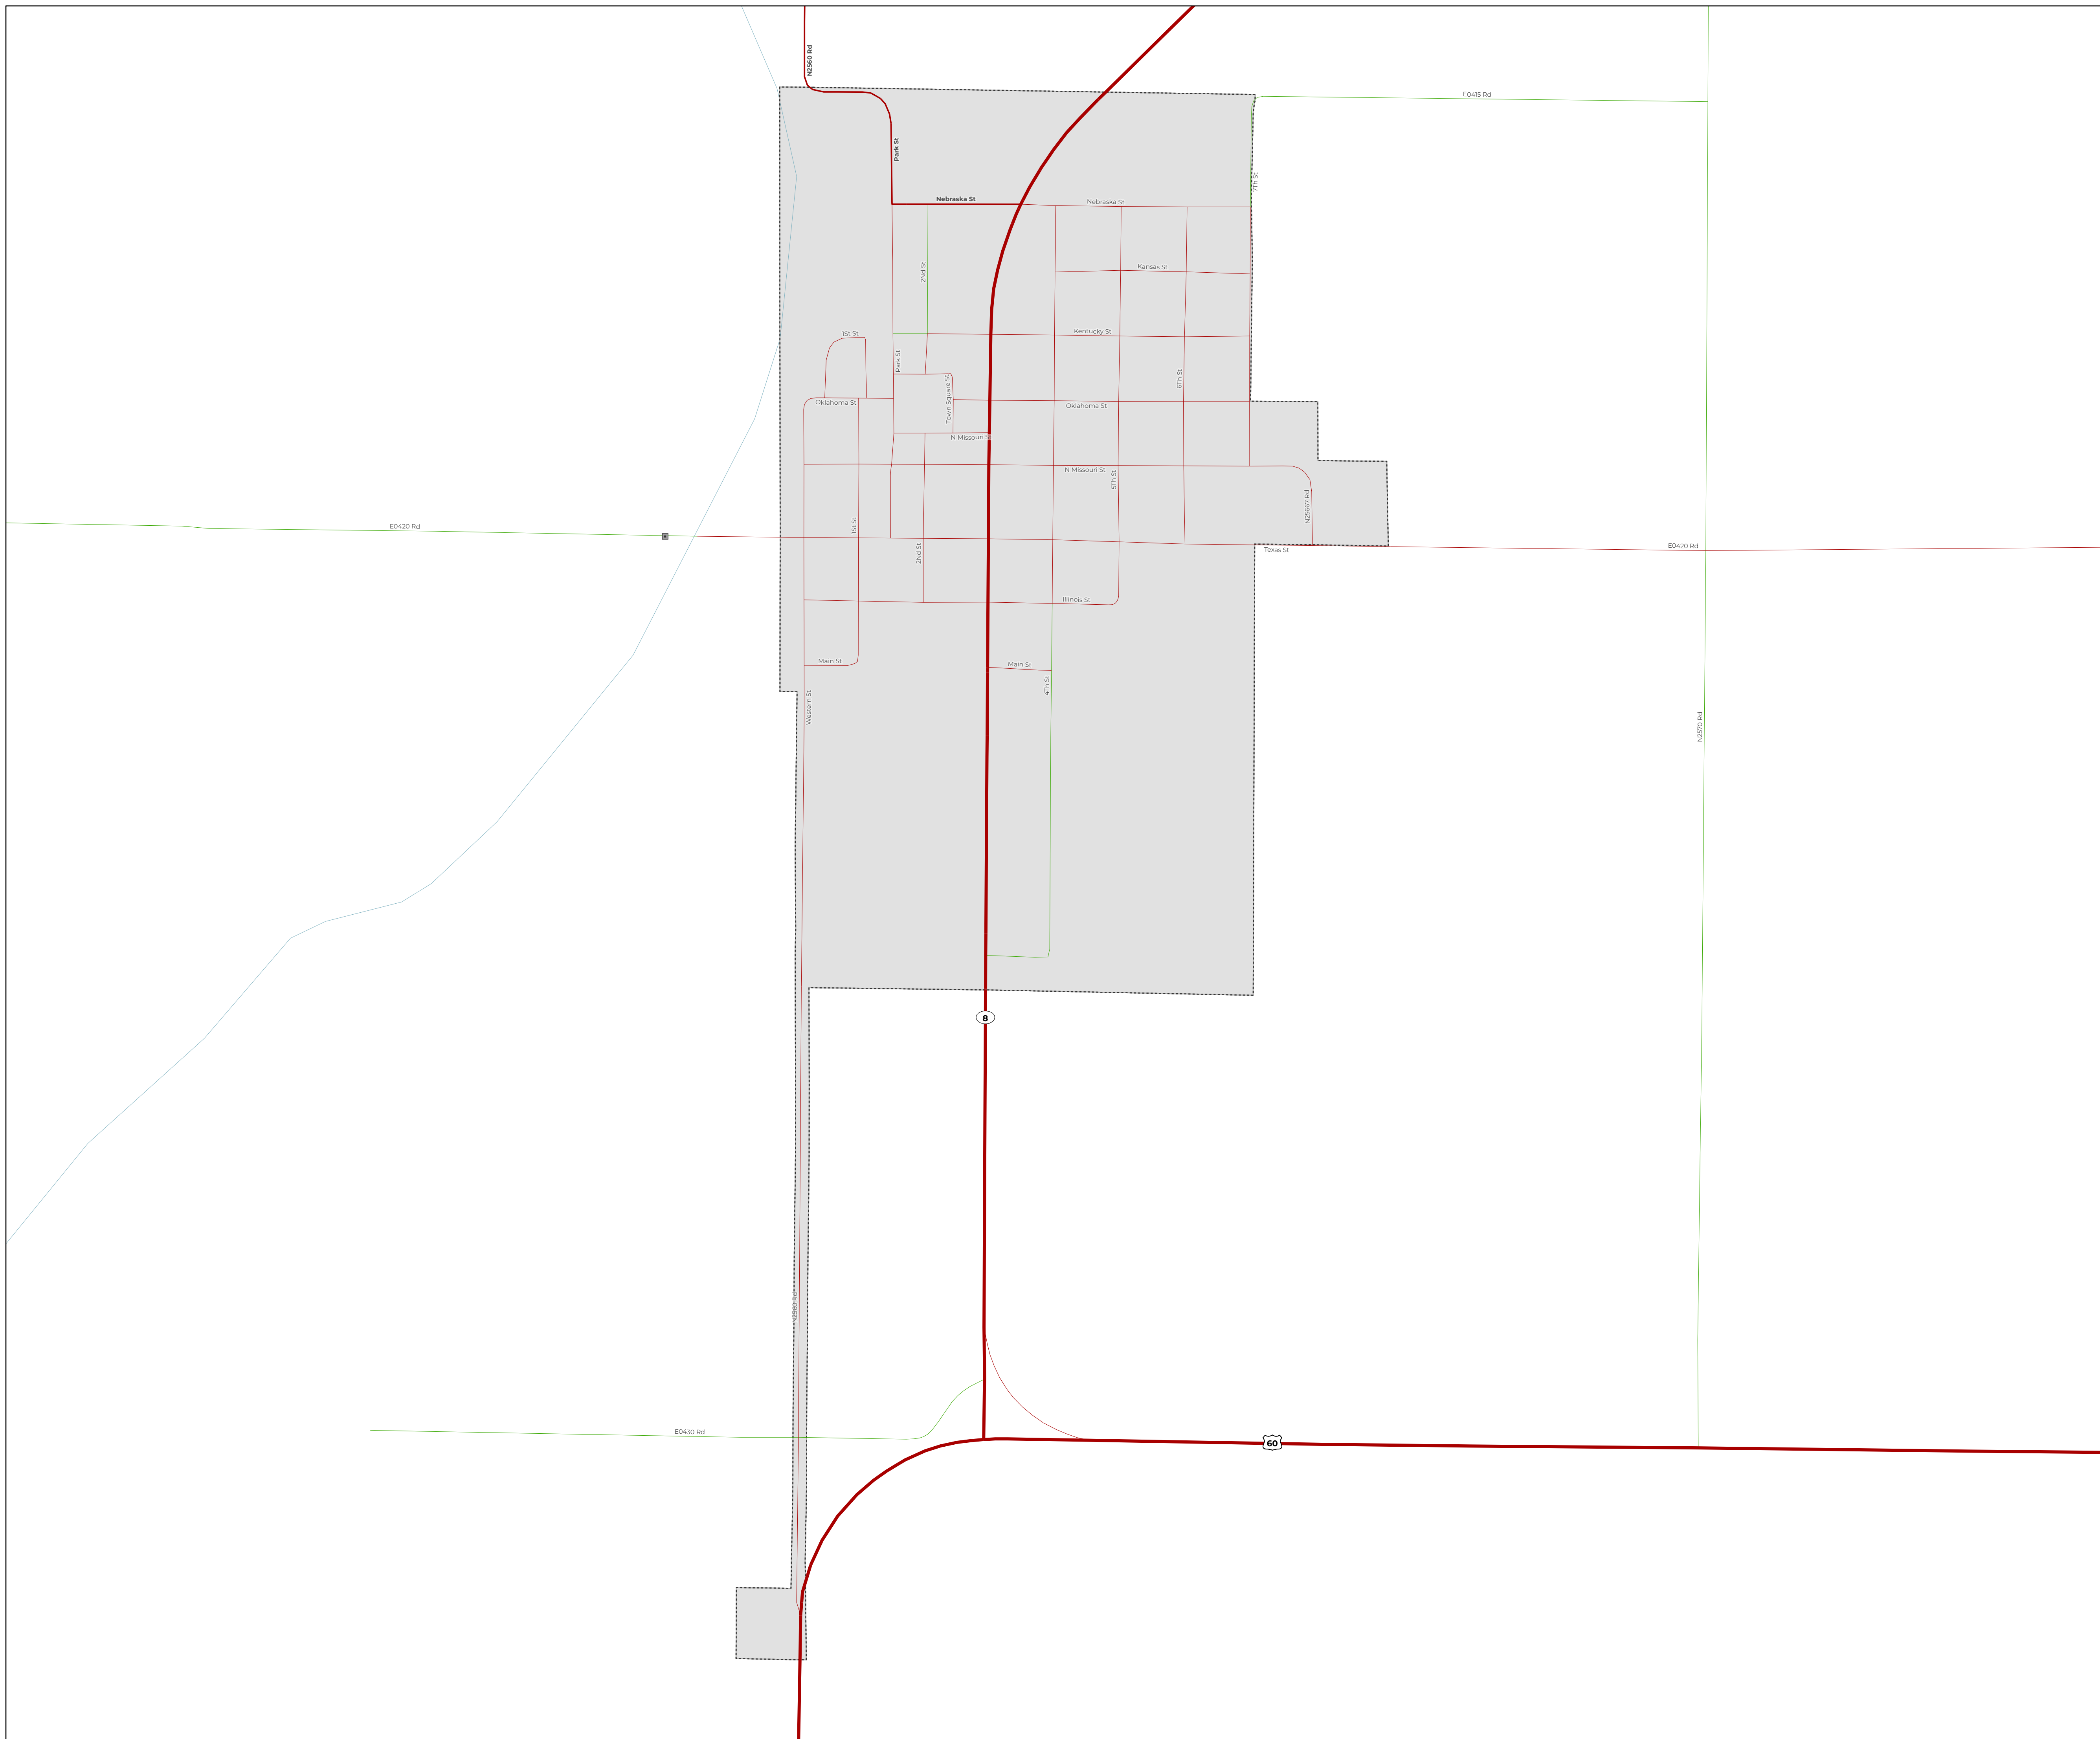 N2560 Rd
E0415 Rd
Park St
7Th St
Nebraska St
Nebraska St
Kansas St
2Nd St
Kentucky St
1St St
Park St
6Th St
Town Square St
Oklahoma St
Oklahoma St
N Missouri St
N Missouri St
5Th St
N2566? Rd
1St St
E0420 Rd
E0420 Rd
Texas St
2Nd St
Illinois St
Main St
Main St
4Th St
Western St
N2570 Rd
8
N2560 Rd
E0430 Rd
60